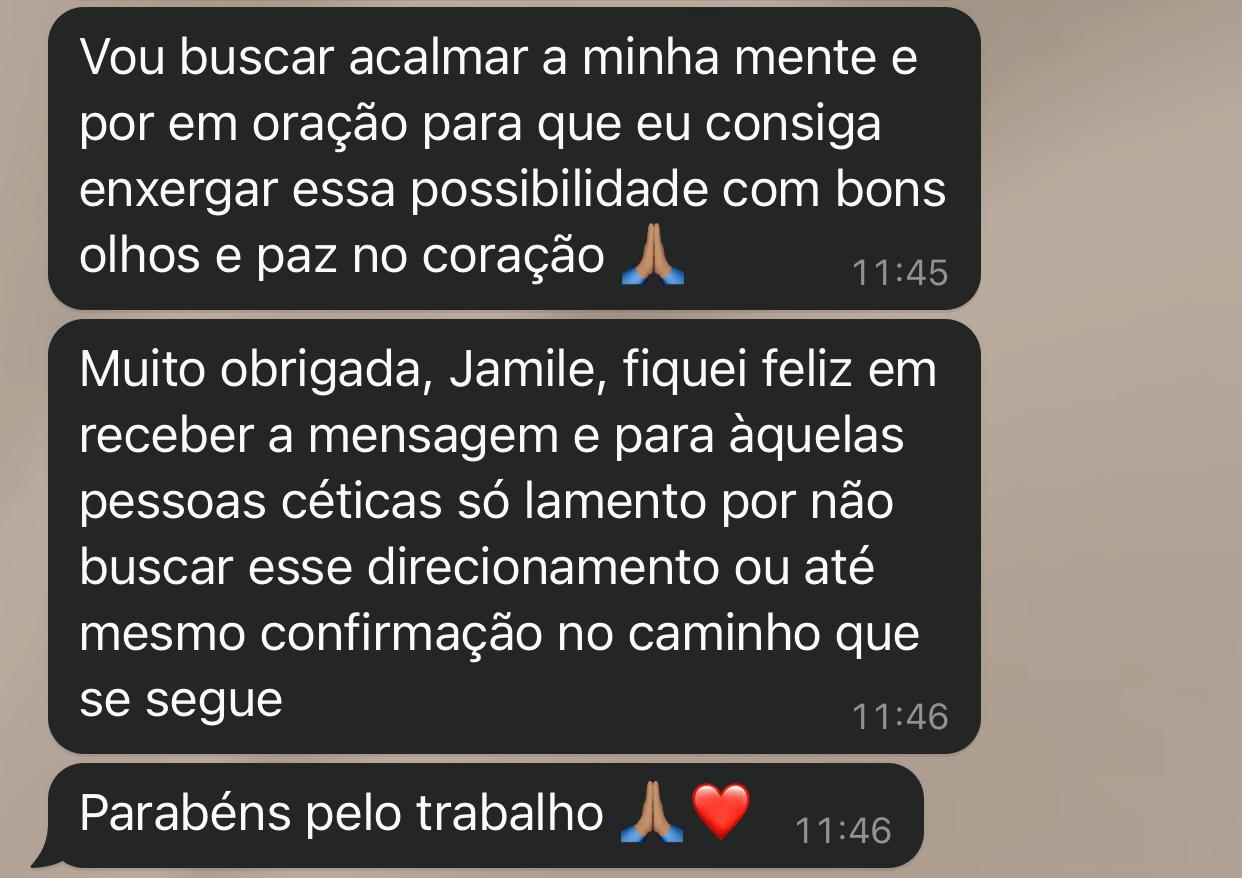 Vou buscar acalmar a minha mente e
por em oração para que eu consiga
enxergar essa possibilidade com bons
olhos e paz no coração 🙏🏽
11:45
Muito obrigada, Jamile, fiquei feliz em
receber a mensagem e para àquelas
pessoas céticas só lamento por não
buscar esse direcionamento ou até
mesmo confirmação no caminho que
se segue
11:46
Parabéns pelo trabalho 🙏🏽❤️
11:46